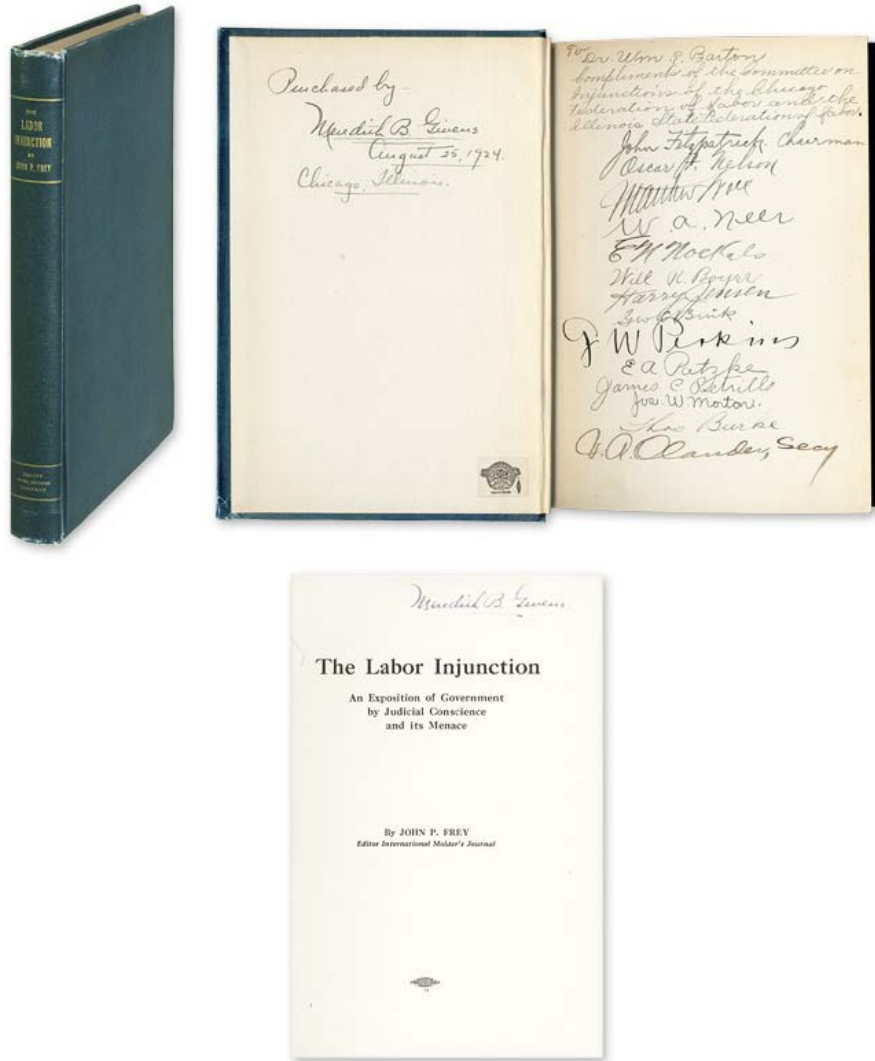 THE
LABOR
INJUNCTION
BY
JOHN P. FREY
EQUITY
PUBLISHING
COMPANY
Purchased by -
Meredith B. Givens
August 25, 1924.
Chicago, Illinois.
To Dr. Wm. E. Barton
Compliments of the Committee on
Injunctions of the Chicago
Federation of Labor and the
Illinois State Federation of Labor.
John Fitzpatrick, Chairman
Oscar F. Nelson
Matthew Woll
W. A. Neer
E N Nockels
Will R. Boyer
Harry Jensen
Brink
G W Perkins
E A Patzke
James C. Petrillo
Jos. W Morton.
Thos Burke
V. A. Olander, Secy
Meredith B. Givens
The Labor Injunction
An Exposition of Government
by Judicial Conscience
and its Menace
By JOHN P. FREY
Editor International Molder's Journal